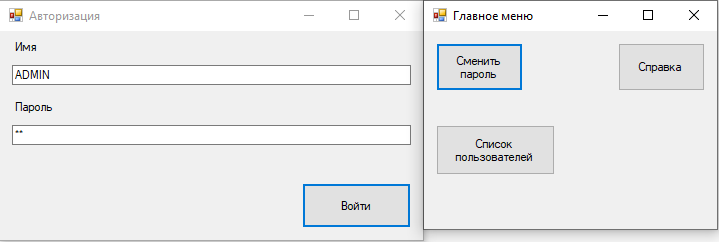 Авторизация
Имя
ADMIN
Пароль
**
Войти
Главное меню
Сменить
пароль
Справка
Список
пользователей